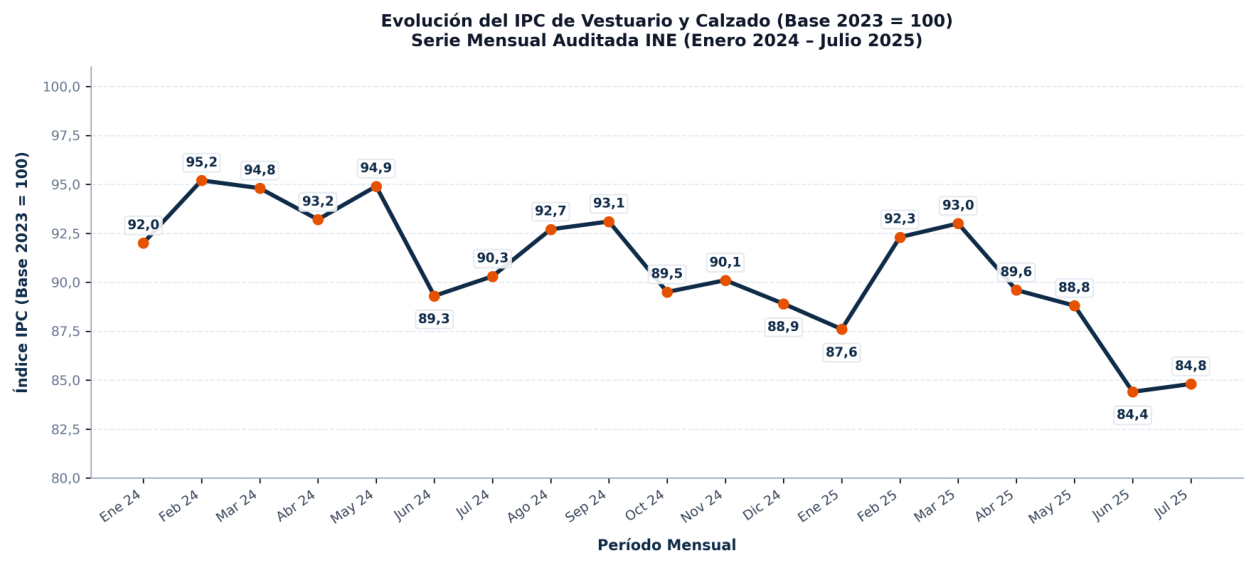 Evolución del IPC de Vestuario y Calzado (Base 2023 = 100)
Serie Mensual Auditada INE (Enero 2024 – Julio 2025)
Índice IPC (Base 2023 = 100)
100,0
97,5
95,0
92,5
90,0
87,5
85,0
82,5
80,0
92,0
95,2
94,8
93,2
94,9
89,3
90,3
92,7
93,1
89,5
90,1
88,9
87,6
92,3
93,0
89,6
88,8
84,4
84,8
Ene 24
Feb 24
Mar 24
Abr 24
May 24
Jun 24
Jul 24
Ago 24
Sep 24
Oct 24
Nov 24
Dic 24
Ene 25
Feb 25
Mar 25
Abr 25
May 25
Jun 25
Jul 25
Período Mensual